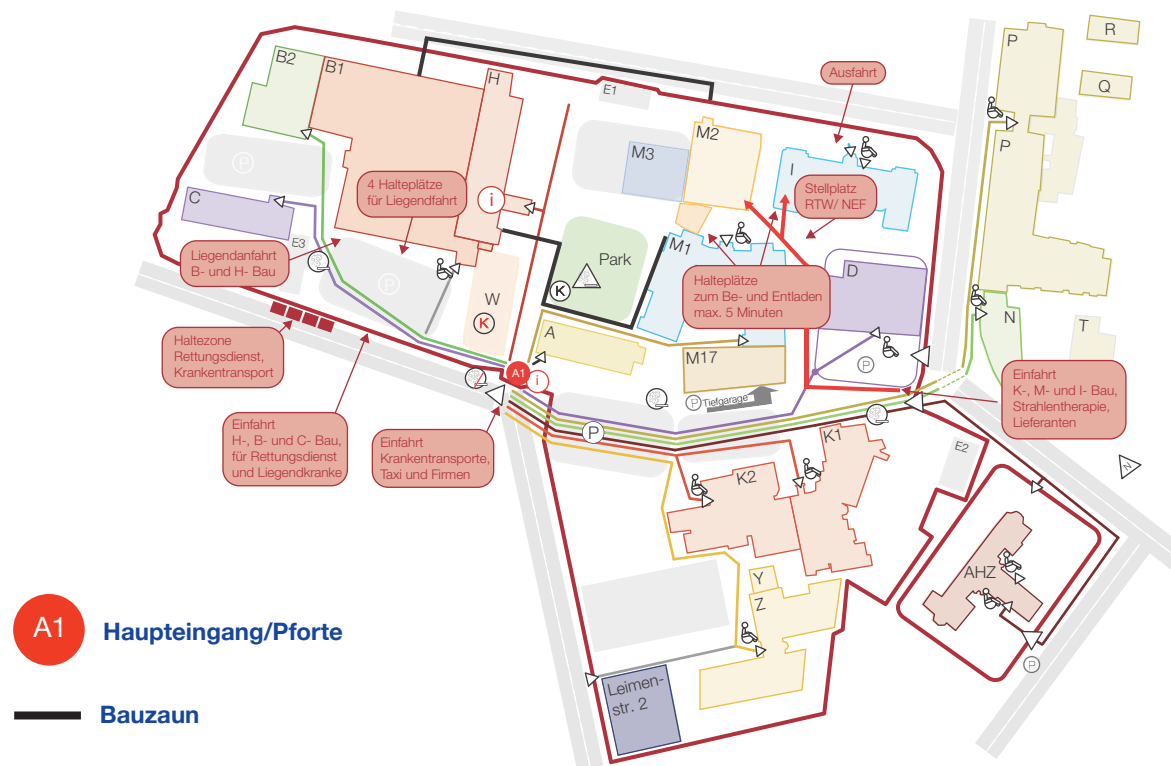 R
P
Q
B2
B1
H
E1
Ausfahrt
M2
M3
I
P
P
4 Halteplätze
für Liegendfahrt
Stellplatz
RTW/ NEF
C
i
E3
Liegendanfahrt
B- und H- Bau
P
M1
Park
K
D
Halteplätze
zum Be- und Entladen
max. 5 Minuten
W
K
N
T
A
M17
P
Haltezone
Rettungsdienst,
Krankentransport
A1
i
P Tiefgarage
Einfahrt
K-, M- und I- Bau,
Strahlentherapie,
Lieferanten
Einfahrt
H-, B- und C- Bau,
für Rettungsdienst
und Liegendkranke
Einfahrt
Krankentransporte,
Taxi und Firmen
P
K1
K2
E2
N
Y
Z
AHZ
P
A1 Haupteingang/Pforte
Leimen-
str. 2
Bauzaun